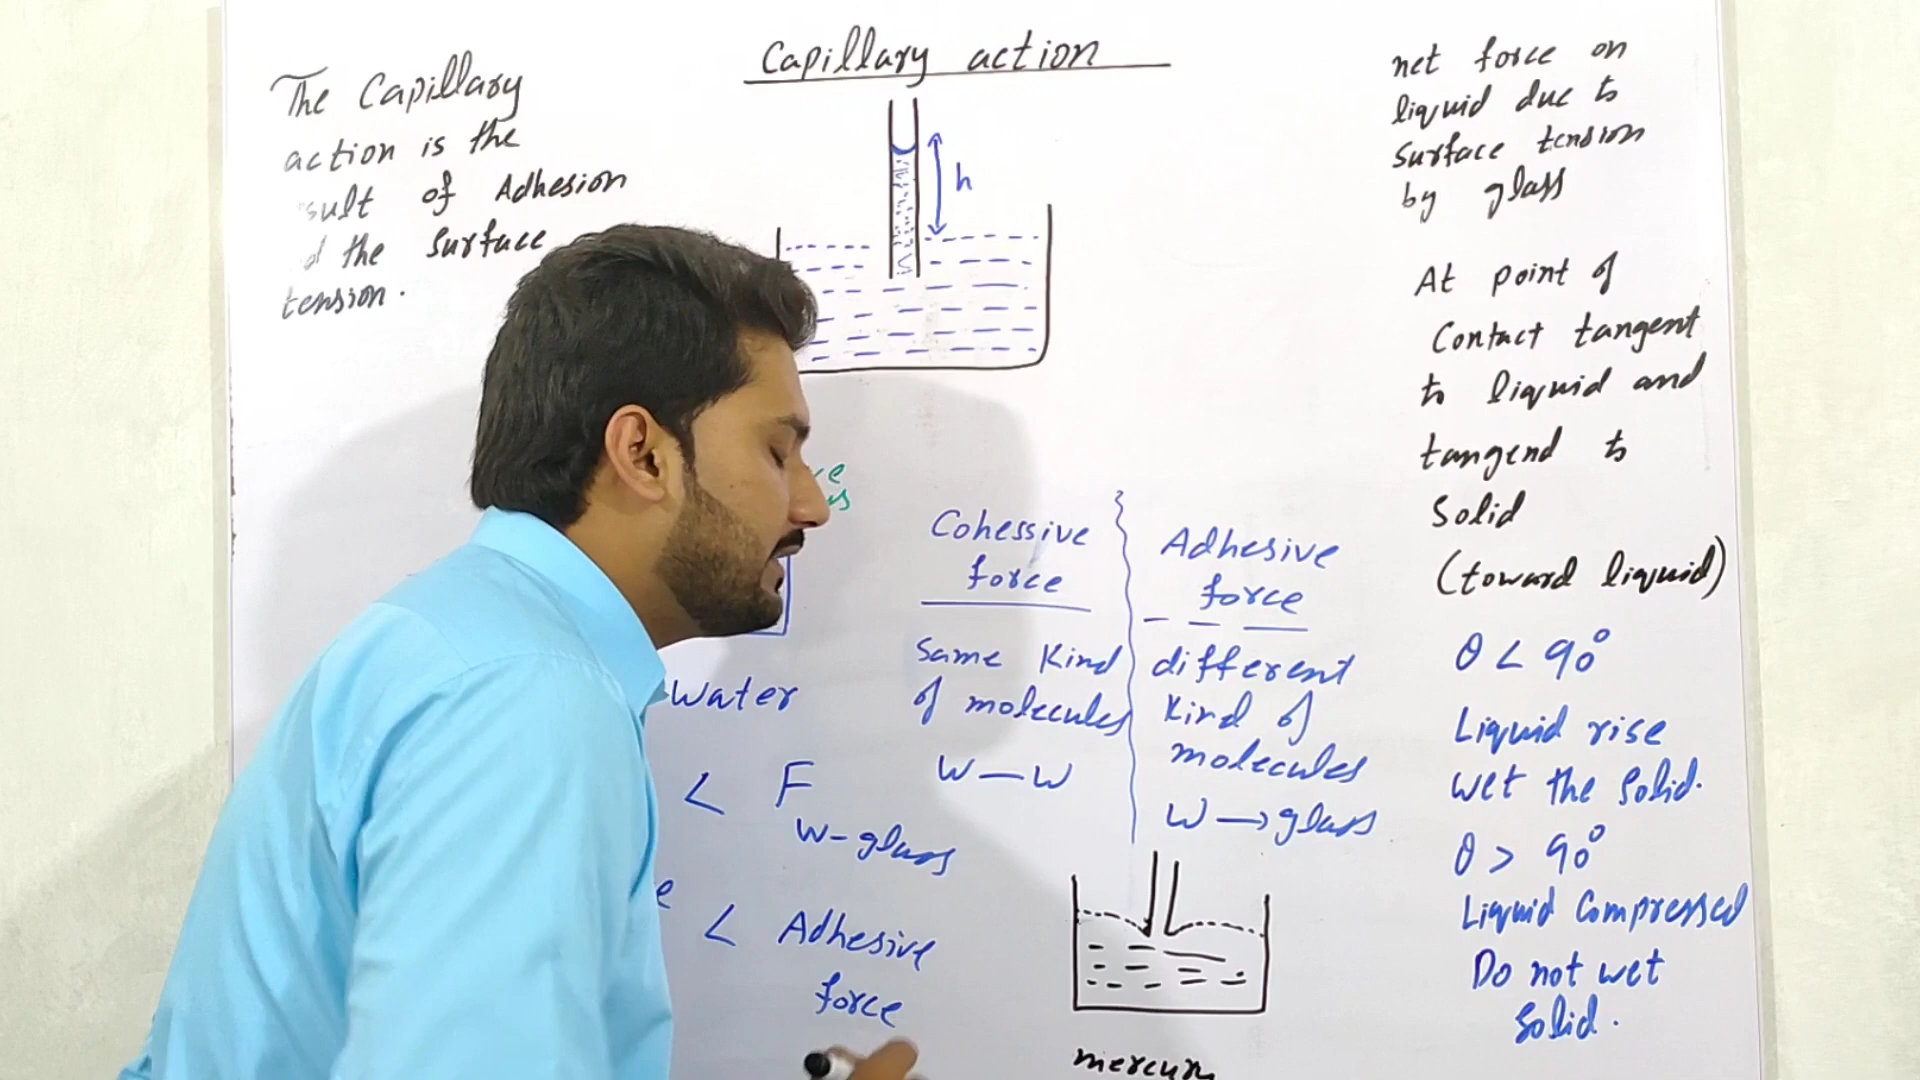 Capillary action
The Capillary
action is the
sult of Adhesion
d the surface
tension.
h
Water
< F
W-glass
e < Adhesive
force
Cohessive
force
Same Kind
of molecules
W — W
Adhesive
force
different
Kind of
molecules
W → glass
mercury
net force on
liquid due to
surface tension
by glass
At point of
Contact tangent
to liquid and
tangend to
Solid
(toward liquid)
θ < 90°
Liquid rise
wet the solid.
θ > 90°
Liquid Compressed
Do not wet
Solid.